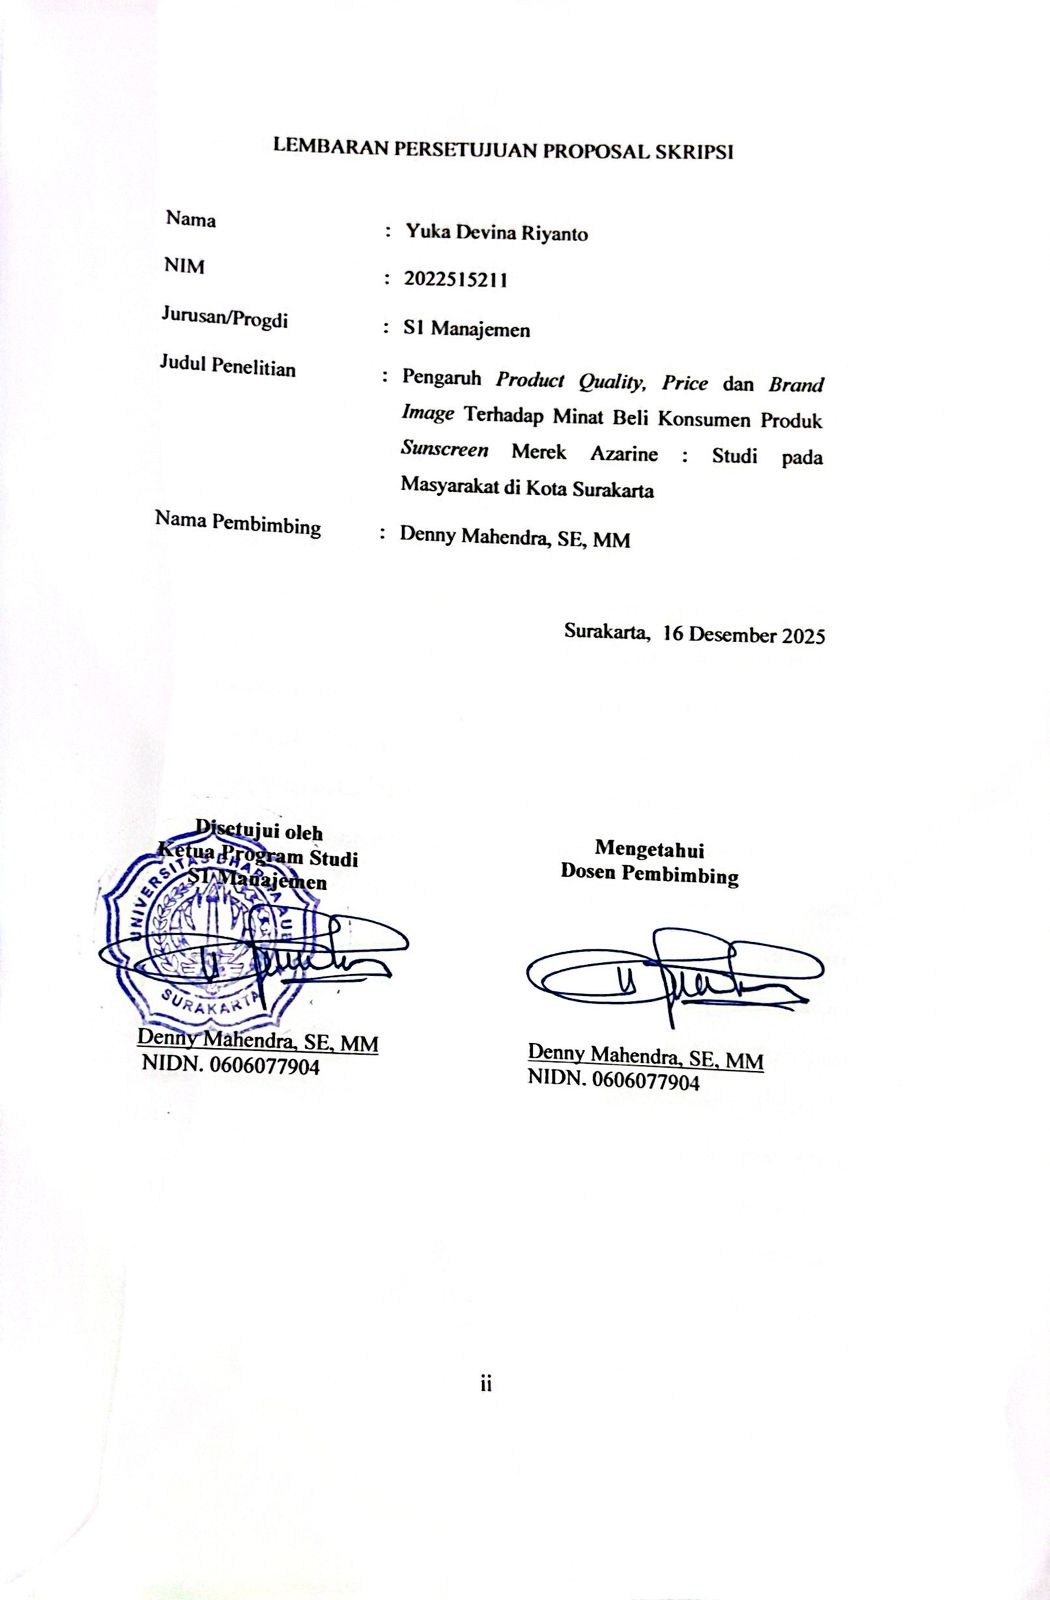 LEMBARAN PERSETUJUAN PROPOSAL SKRIPSI
Nama : Yuka Devina Riyanto
NIM : 2022515211
Jurusan/Progdi : S1 Manajemen
Judul Penelitian : Pengaruh Product Quality, Price dan Brand
Image Terhadap Minat Beli Konsumen Produk
Sunscreen Merek Azarine : Studi pada
Masyarakat di Kota Surakarta
Nama Pembimbing : Denny Mahendra, SE, MM
Surakarta, 16 Desember 2025
Disetujui oleh
Ketua Program Studi
S1 Manajemen
UNIVERSITAS DHARMA AUB
SURAKARTA
Denny Mahendra, SE, MM
NIDN. 0606077904
Mengetahui
Dosen Pembimbing
Denny Mahendra, SE, MM
NIDN. 0606077904
ii